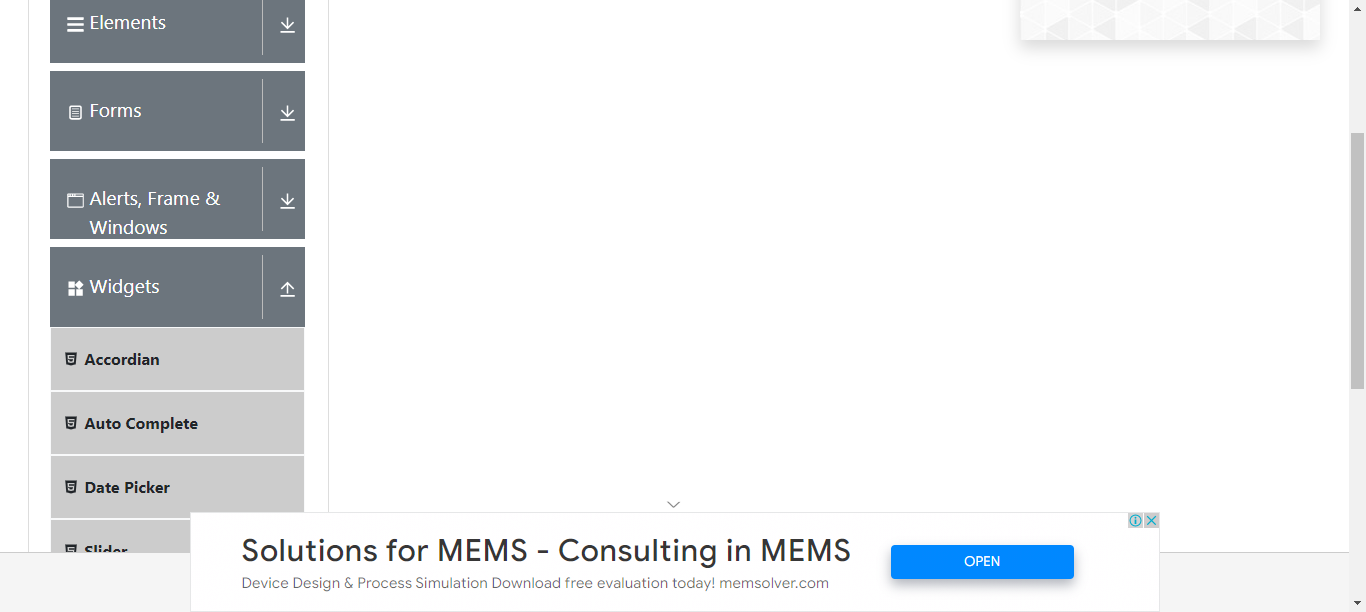 Elements
Forms
Alerts, Frame &
Windows
Widgets
Accordian
Auto Complete
Date Picker
Slider
Solutions for MEMS - Consulting in MEMS
Device Design & Process Simulation Download free evaluation today! memsolver.com
OPEN